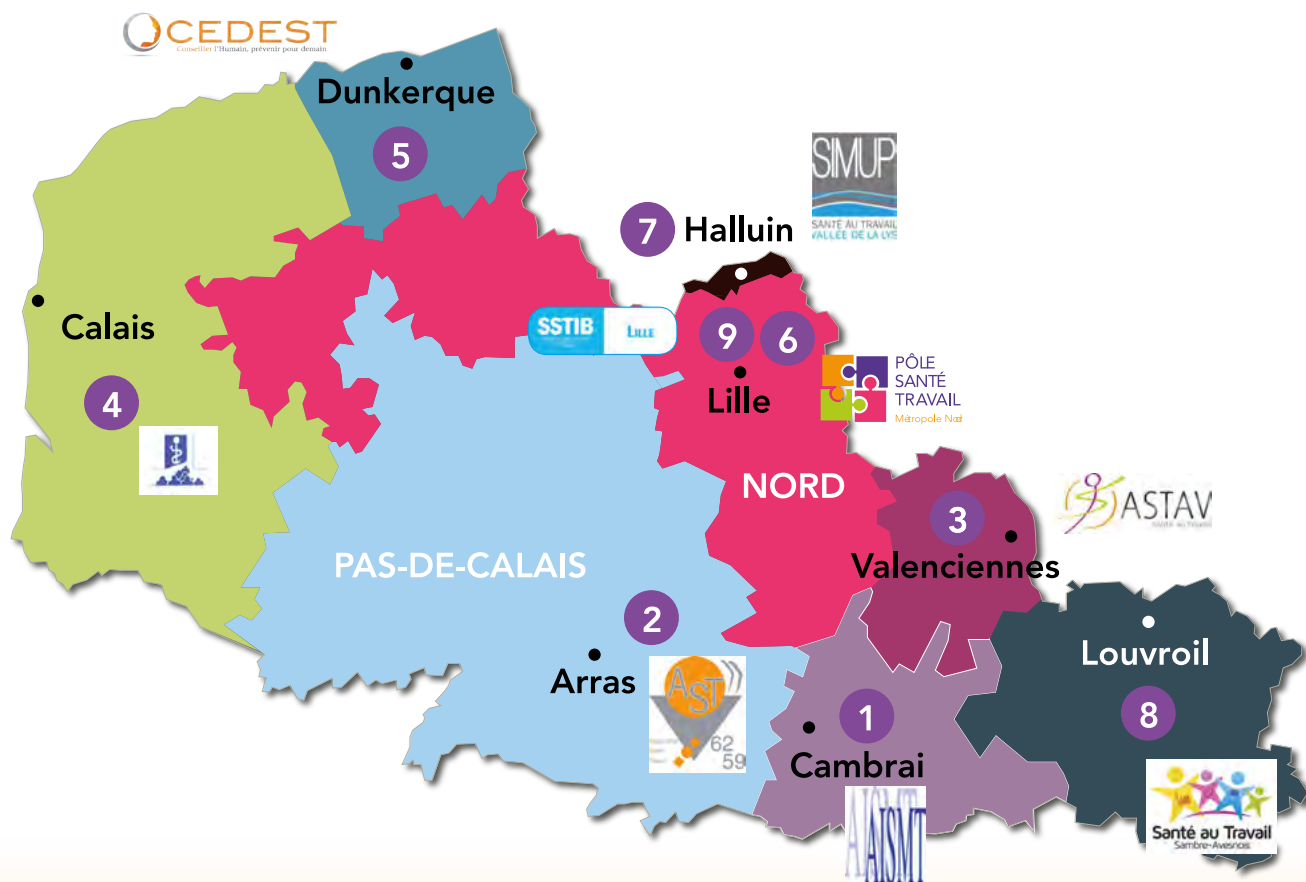 CEDEST
Conseiller l'Humain, prévenir pour demain
Dunkerque
5
SIMUP
SANTÉ AU TRAVAIL
VALLÉE DE LA LYS
7 Halluin
Calais
SSTIB LILLE
9 6
Lille
PÔLE
SANTÉ
TRAVAIL
Métropole Nord
4
NORD
ASTAV
3
Valenciennes
PAS-DE-CALAIS
2
Arras
AST
62
59
Louvroil
1
8
Cambrai
AISMT
Santé au Travail
Sambre-Avesnois